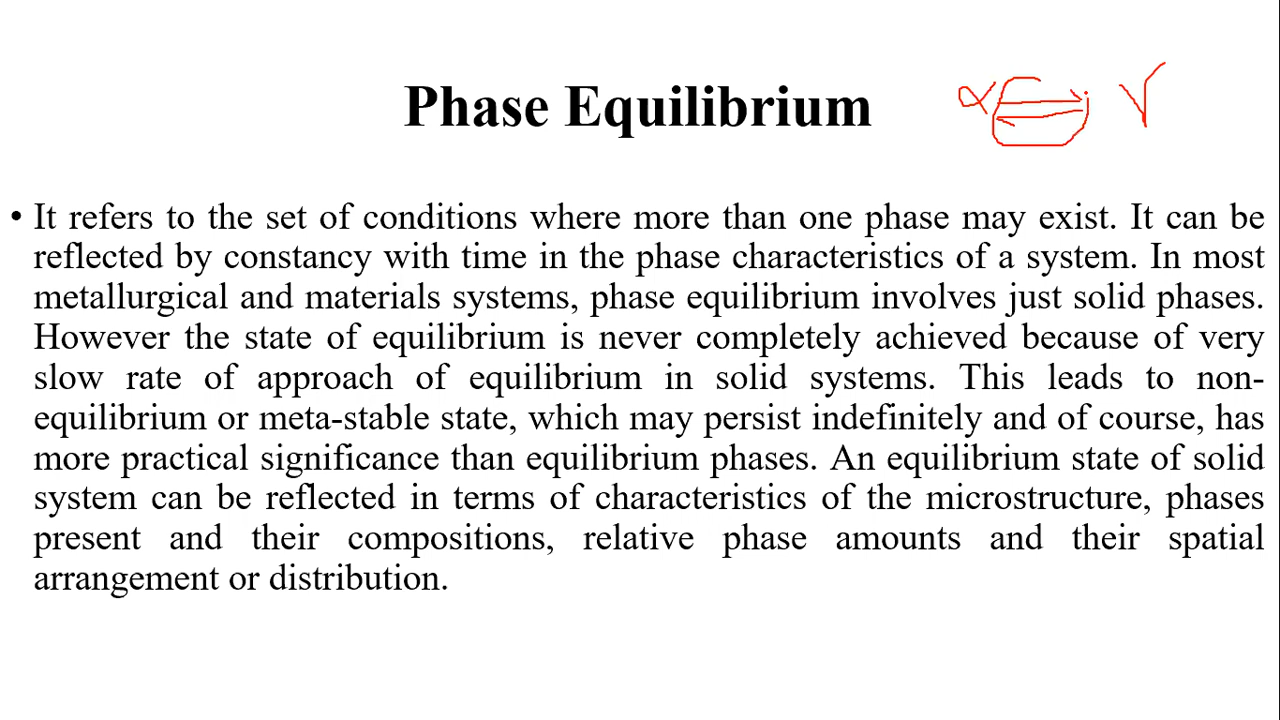 Phase Equilibrium α ⇌ γ
• It refers to the set of conditions where more than one phase may exist. It can be
reflected by constancy with time in the phase characteristics of a system. In most
metallurgical and materials systems, phase equilibrium involves just solid phases.
However the state of equilibrium is never completely achieved because of very
slow rate of approach of equilibrium in solid systems. This leads to non-
equilibrium or meta-stable state, which may persist indefinitely and of course, has
more practical significance than equilibrium phases. An equilibrium state of solid
system can be reflected in terms of characteristics of the microstructure, phases
present and their compositions, relative phase amounts and their spatial
arrangement or distribution.